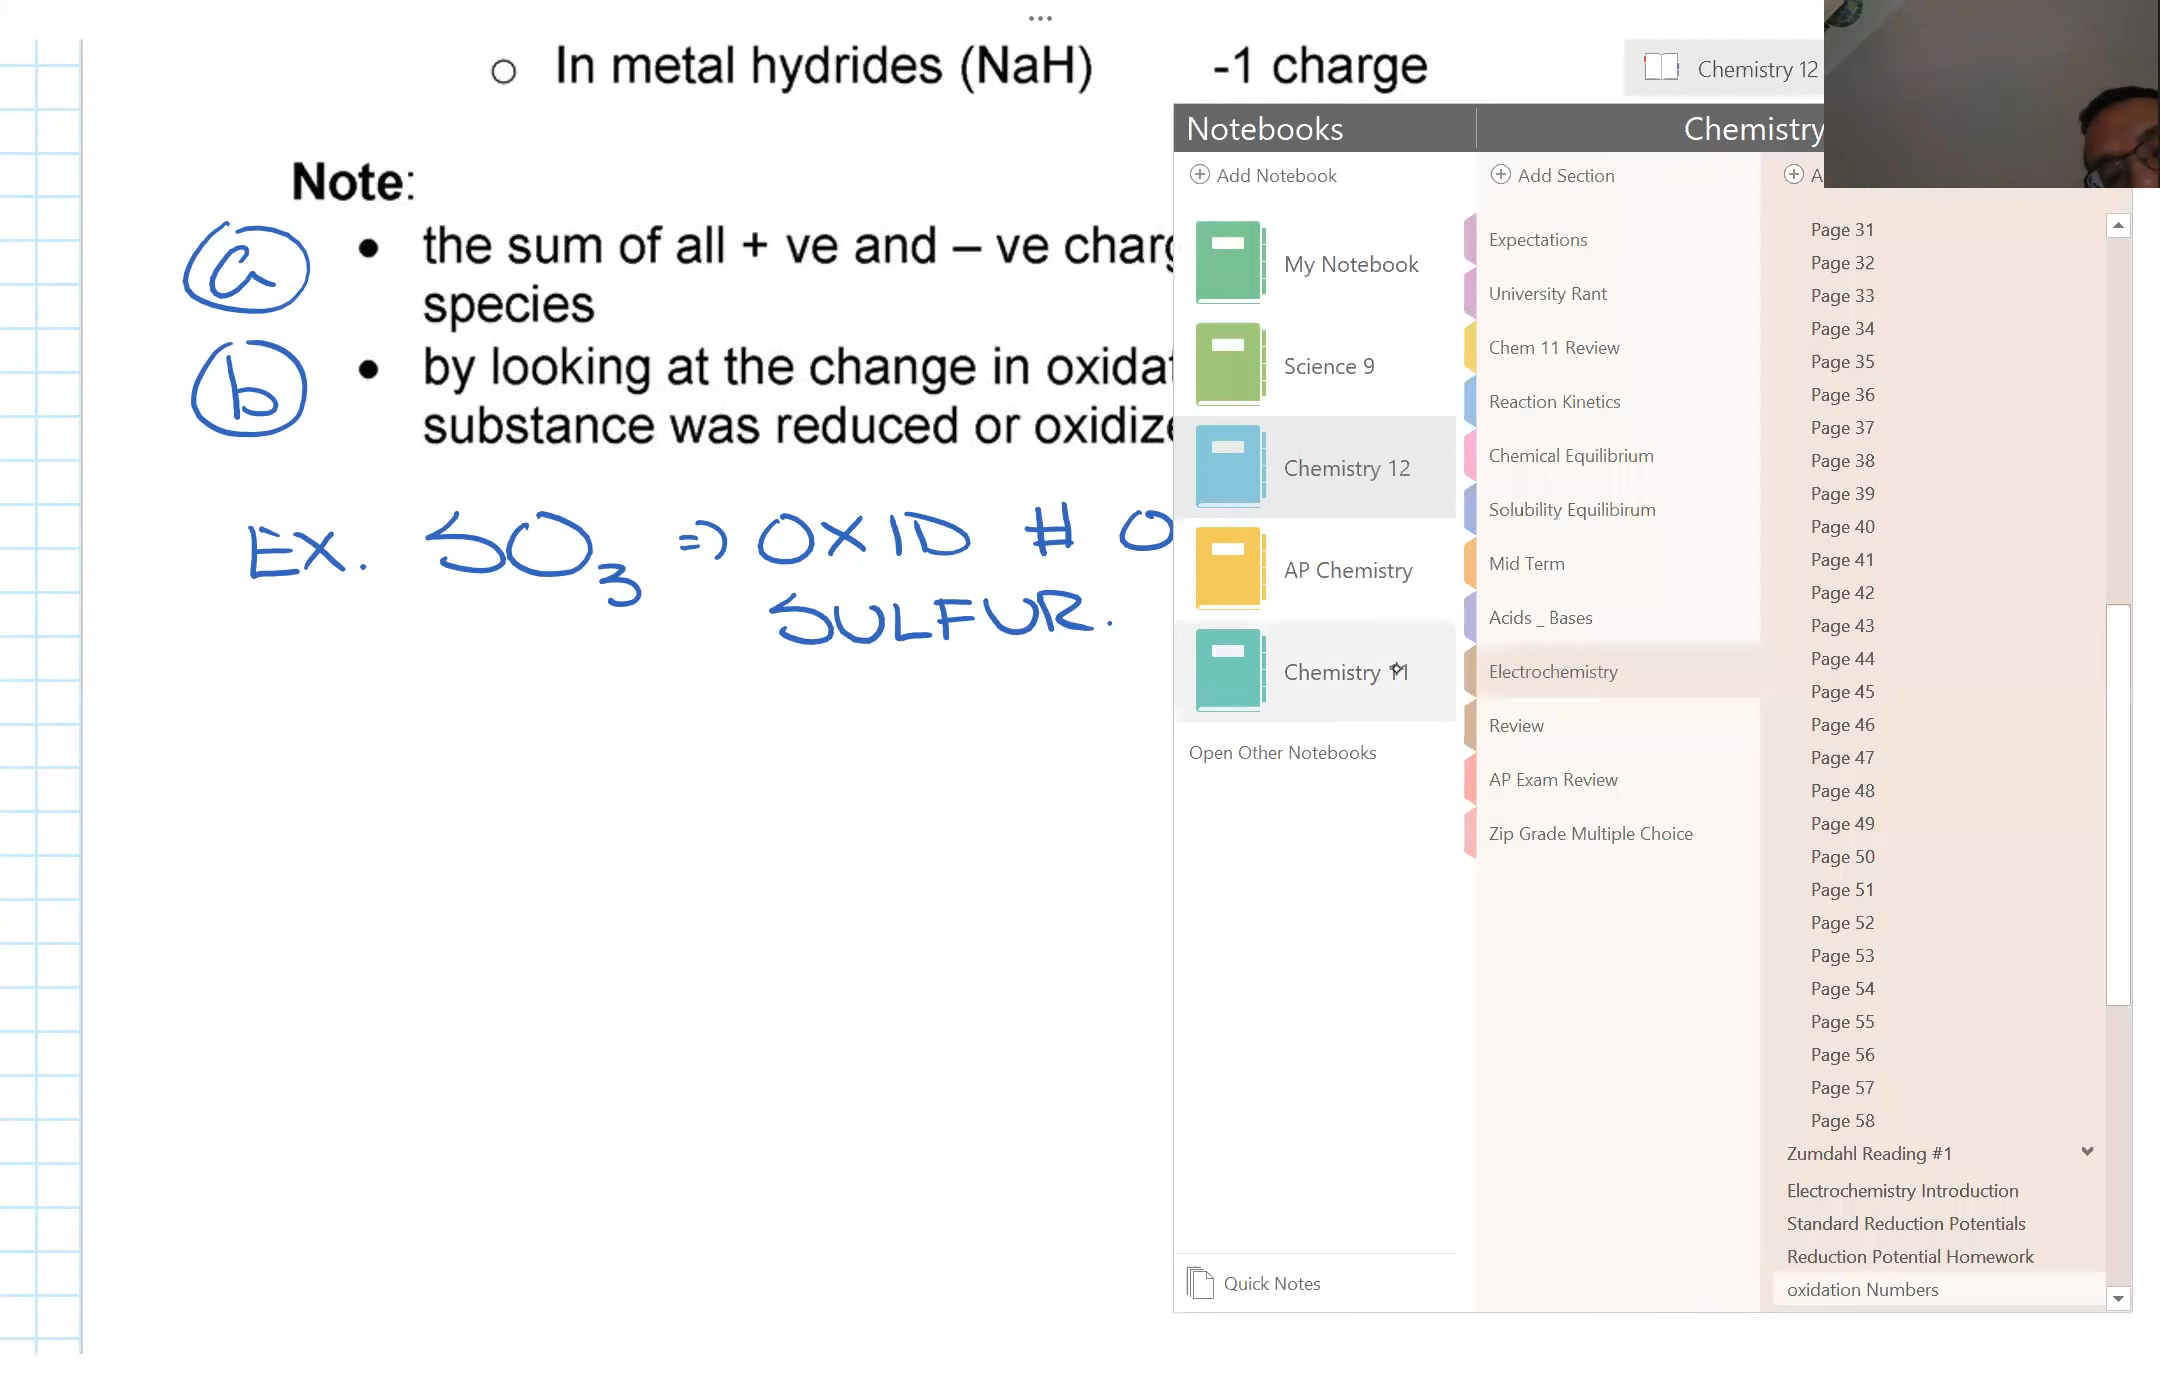 In metal hydrides (NaH) -1 charge
Chemistry 12
Notebooks
Chemistry
Note:
Add Notebook
Add Section
a
the sum of all + ve and – ve
species
b
by looking at the change in
substance was reduced or
EX. SO3 => OXID #
SULFUR.
My Notebook
Science 9
Chemistry 12
AP Chemistry
Chemistry 11
Open Other Notebooks
Quick Notes
Expectations
University Rant
Chem 11 Review
Reaction Kinetics
Chemical Equilibrium
Solubility Equilibirum
Mid Term
Acids _ Bases
Electrochemistry
Review
AP Exam Review
Zip Grade Multiple Choice
Page 31
Page 32
Page 33
Page 34
Page 35
Page 36
Page 37
Page 38
Page 39
Page 40
Page 41
Page 42
Page 43
Page 44
Page 45
Page 46
Page 47
Page 48
Page 49
Page 50
Page 51
Page 52
Page 53
Page 54
Page 55
Page 56
Page 57
Page 58
Zumdahl Reading #1
Electrochemistry Introduction
Standard Reduction Potentials
Reduction Potential Homework
oxidation Numbers